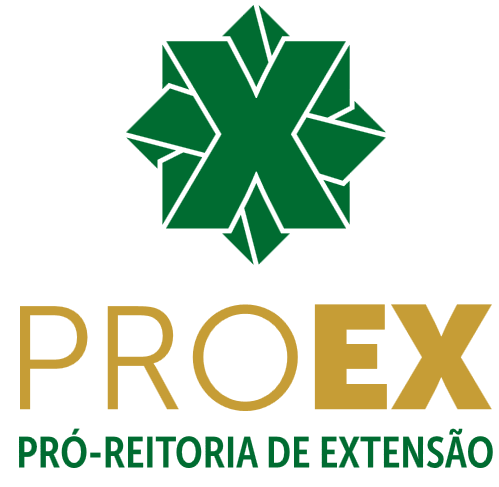 PROEX
PRÓ-REITORIA DE EXTENSÃO